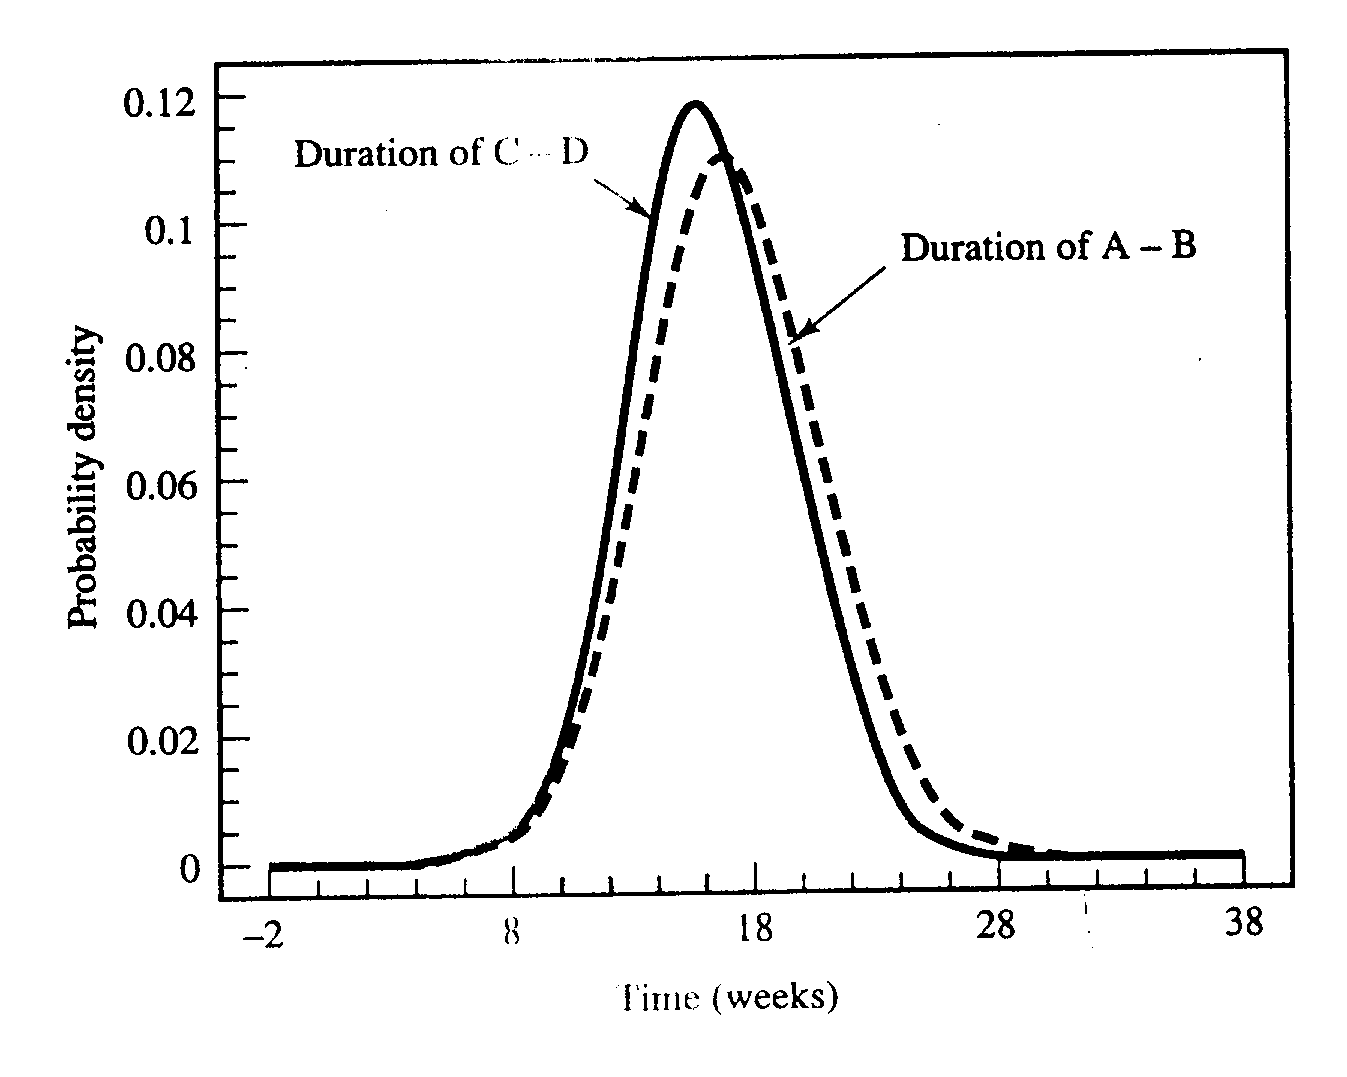 0.12
Duration of C – D
0.1
Duration of A – B
0.08
0.06
0.04
0.02
0
Probability density
–2 8 18 28 38
Time (weeks)